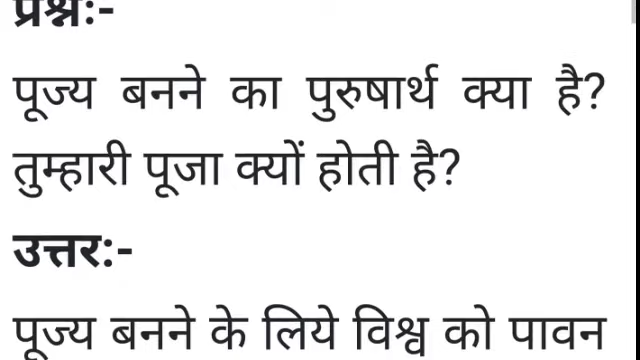 प्रश्नः-
पूज्य बनने का पुरुषार्थ क्या है?
तुम्हारी पूजा क्यों होती है?
उत्तर:-
पूज्य बनने के लिये विश्व को पावन